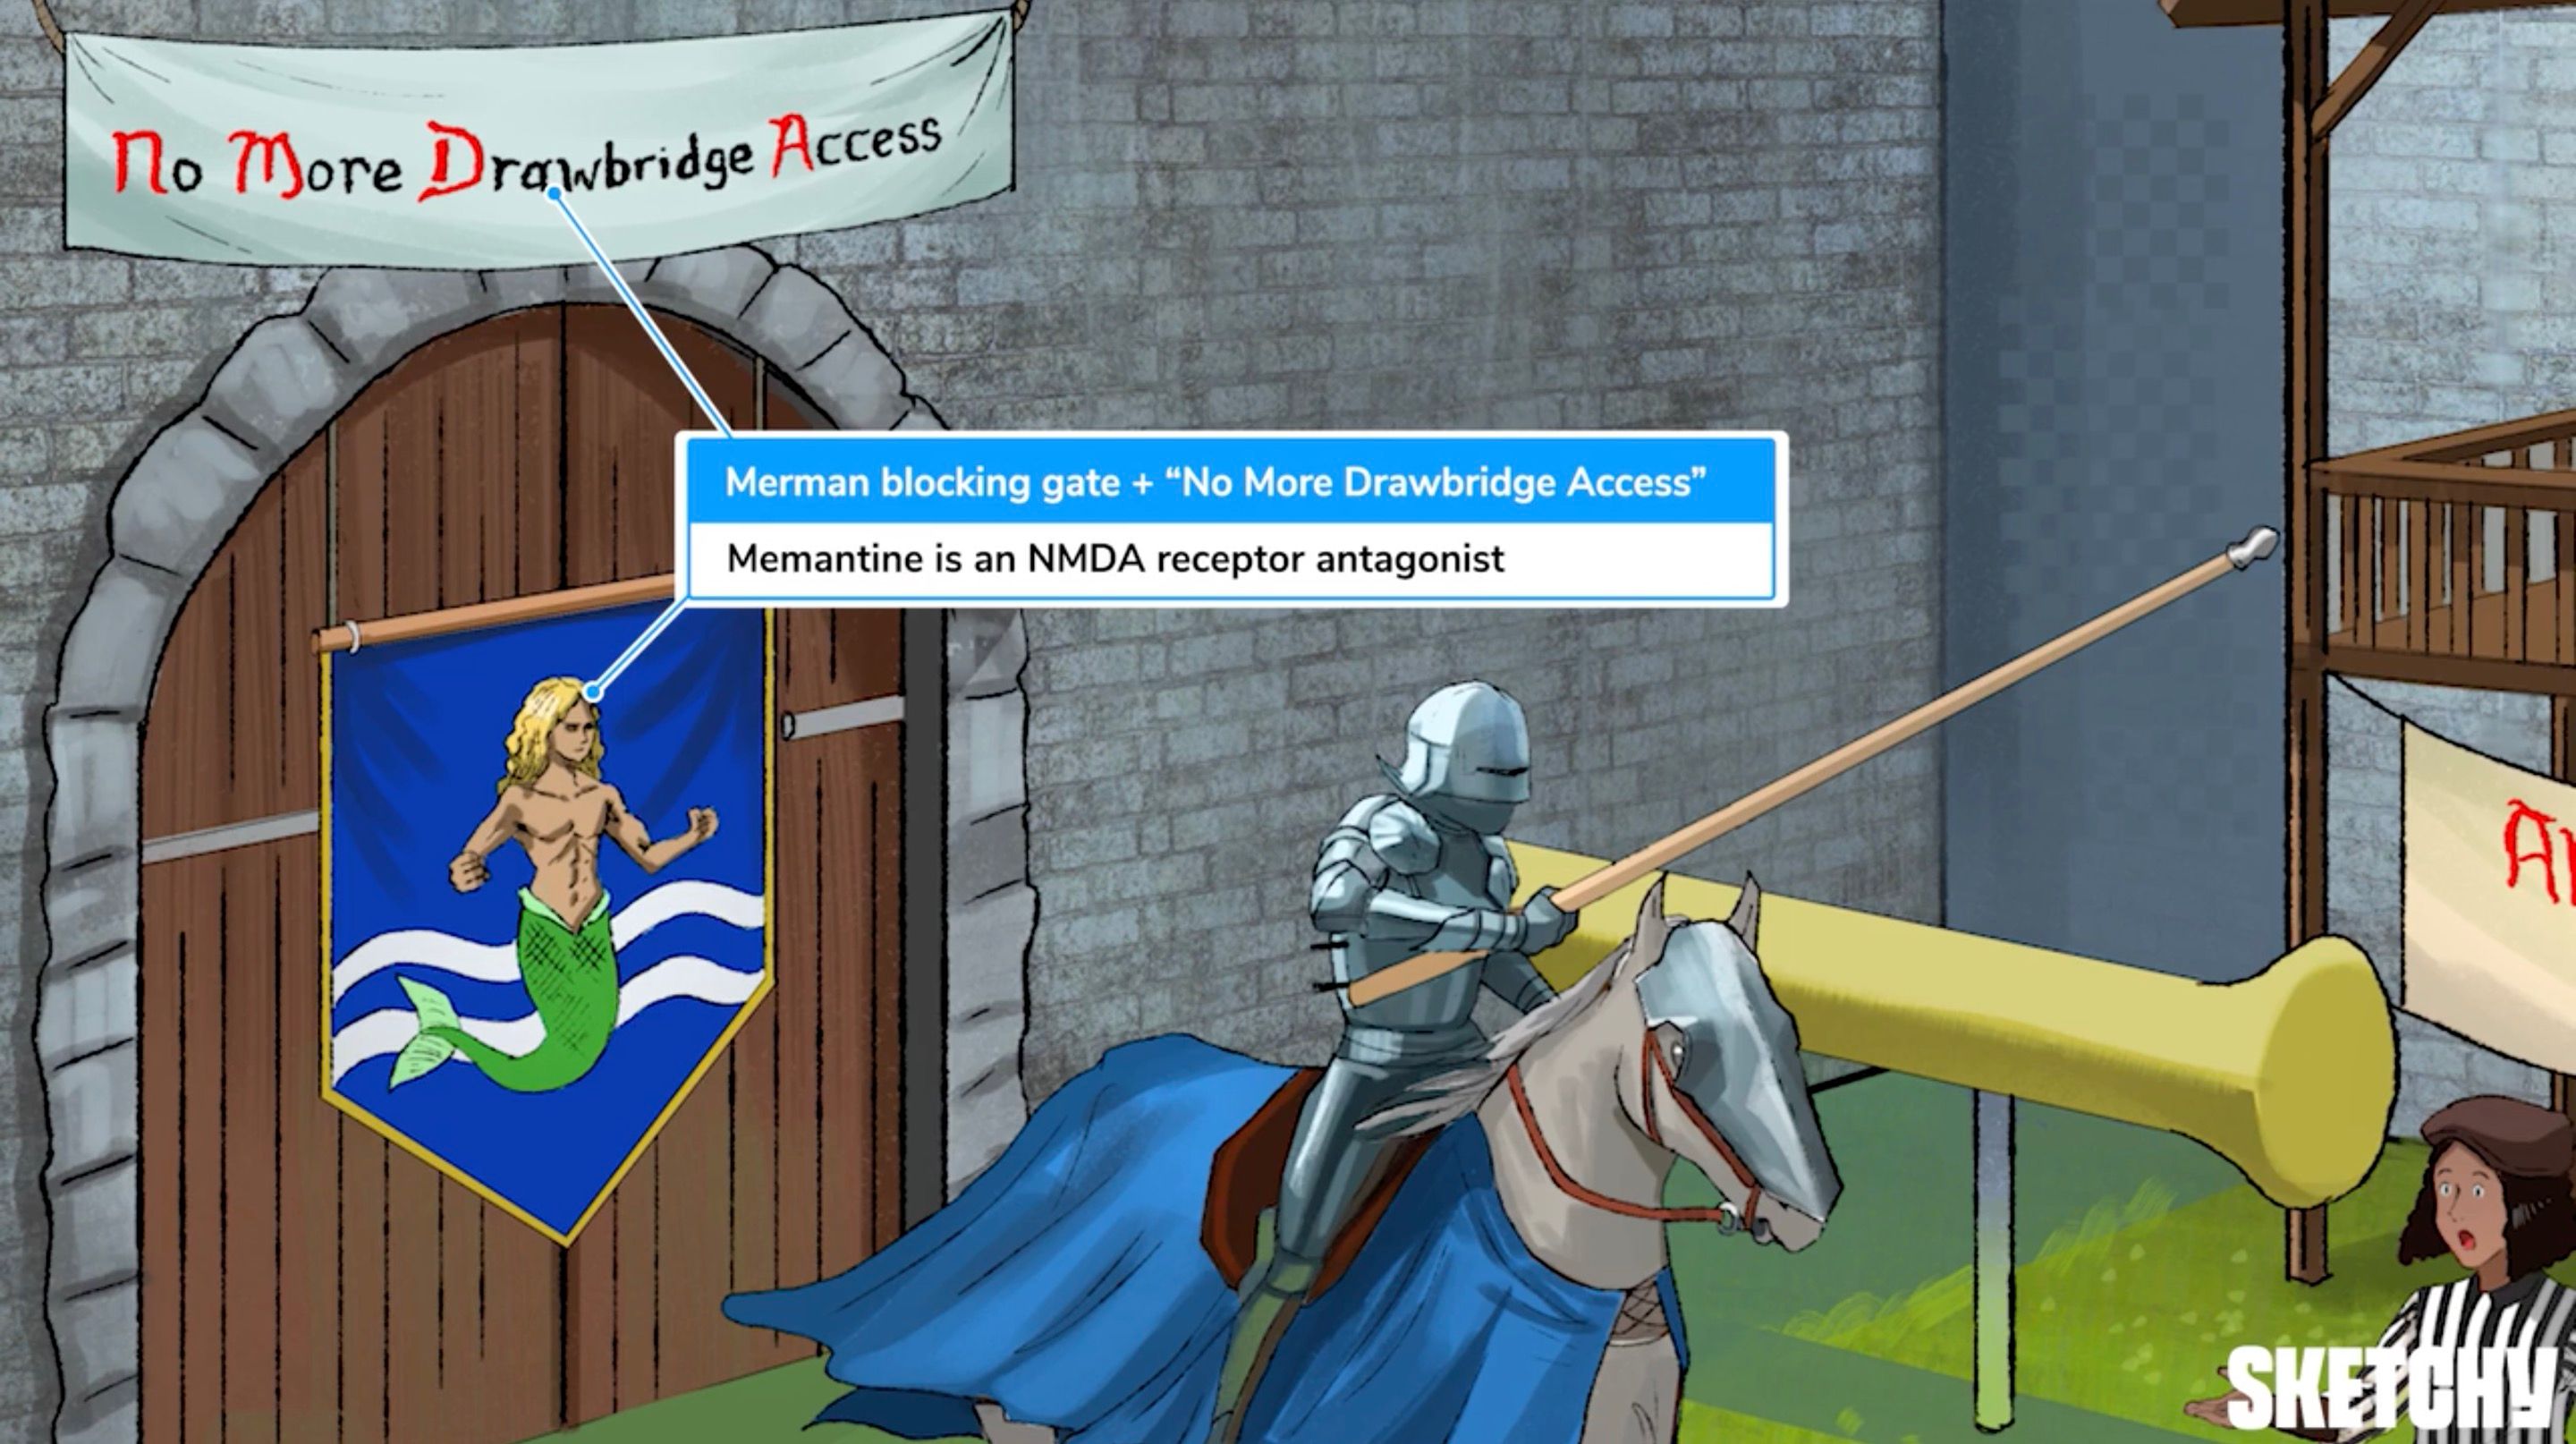 No More Drawbridge Access
Merman blocking gate + “No More Drawbridge Access”
Memantine is an NMDA receptor antagonist
SKETCHY